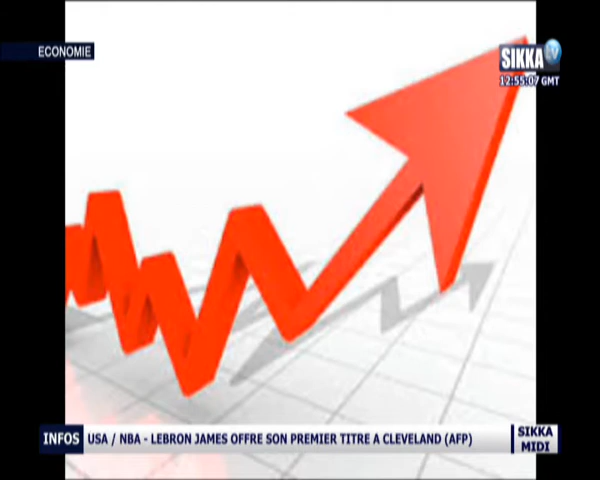 ECONOMIE
SIKKA TV
12:55:07 GMT
INFOS
USA / NBA - LEBRON JAMES OFFRE SON PREMIER TITRE A CLEVELAND (AFP)
SIKKA
MIDI